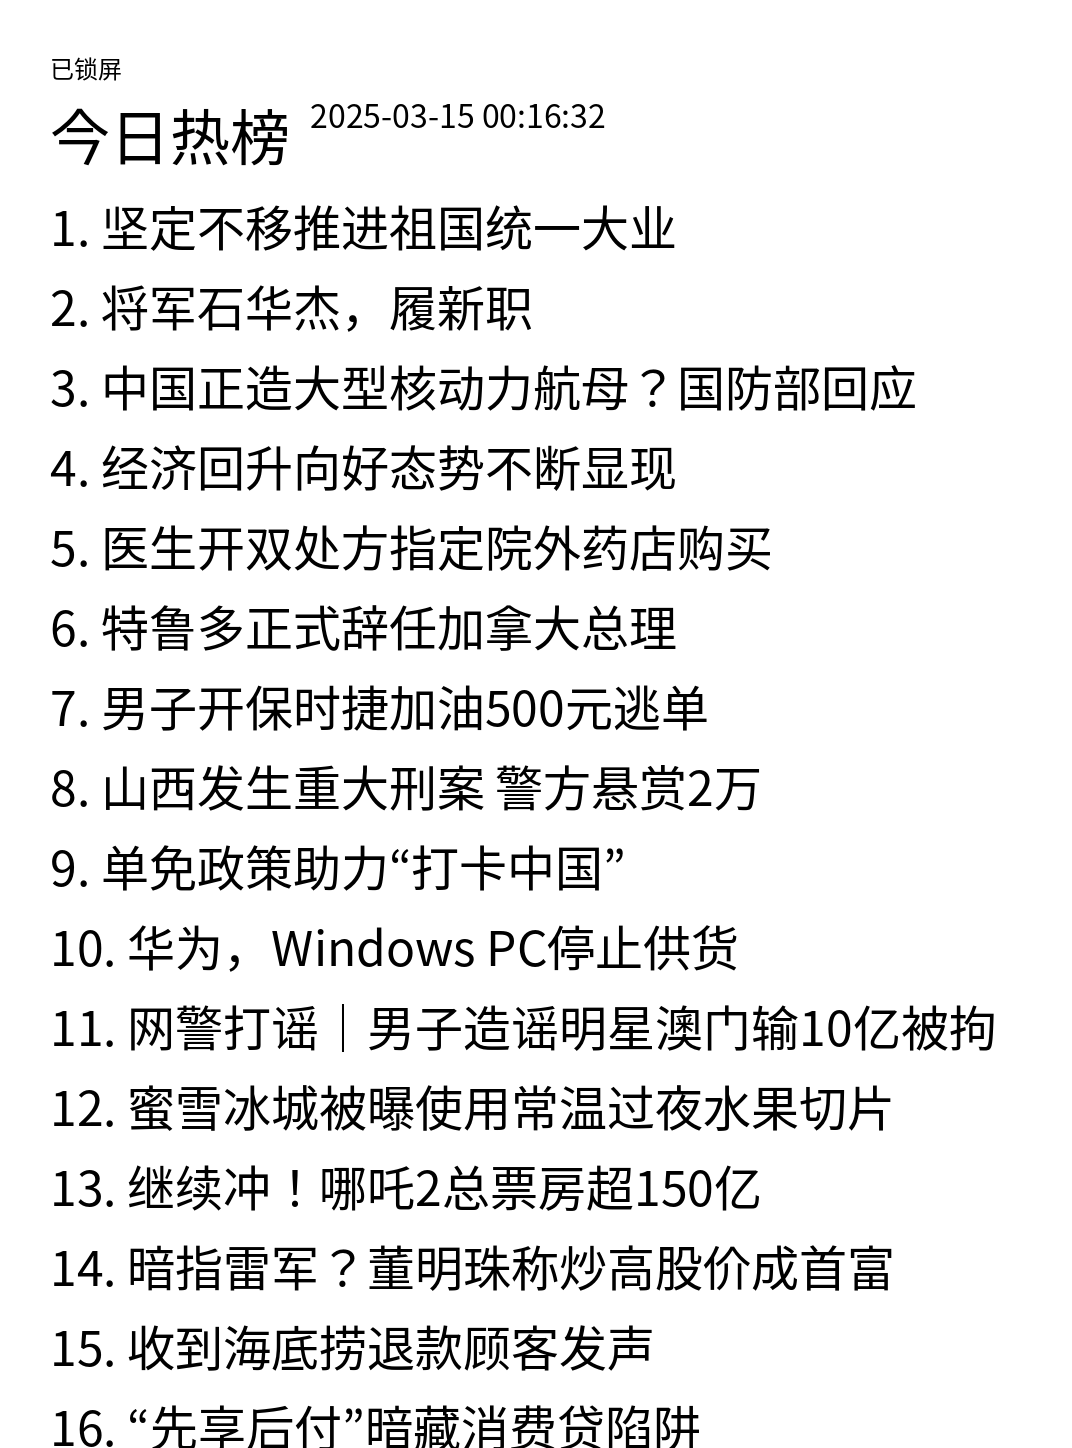 已锁屏
今日热榜 2025-03-15 00:16:32
1. 坚定不移推进祖国统一大业
2. 将军石华杰，履新职
3. 中国正造大型核动力航母？国防部回应
4. 经济回升向好态势不断显现
5. 医生开双处方指定院外药店购买
6. 特鲁多正式辞任加拿大总理
7. 男子开保时捷加油500元逃单
8. 山西发生重大刑案 警方悬赏2万
9. 单免政策助力“打卡中国”
10. 华为，Windows PC停止供货
11. 网警打谣｜男子造谣明星澳门输10亿被拘
12. 蜜雪冰城被曝使用常温过夜水果切片
13. 继续冲！哪吒2总票房超150亿
14. 暗指雷军？董明珠称炒高股价成首富
15. 收到海底捞退款顾客发声
16. “先享后付”暗藏消费贷陷阱